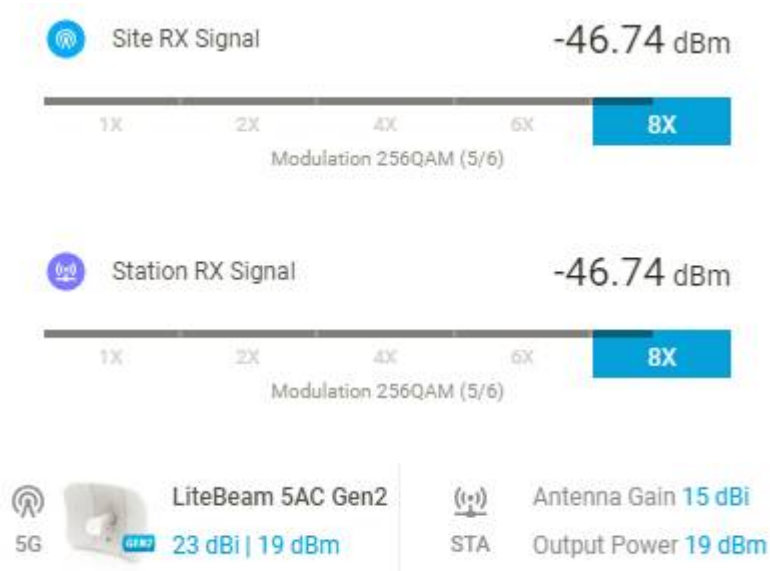 Site RX Signal -46.74 dBm
1X 2X 4X 6X 8X
Modulation 256QAM (5/6)
Station RX Signal -46.74 dBm
1X 2X 4X 6X 8X
Modulation 256QAM (5/6)
LiteBeam 5AC Gen2 Antenna Gain 15 dBi
5G GEN2 23 dBi | 19 dBm STA Output Power 19 dBm